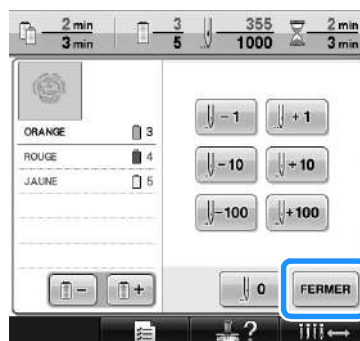 2 min 3 355 2 min
3 min 5 1000 3 min
ORANGE 3
ROUGE 4
JAUNE 5
-1 +1
-10 +10
-100 +100
- + 0 FERMER
?